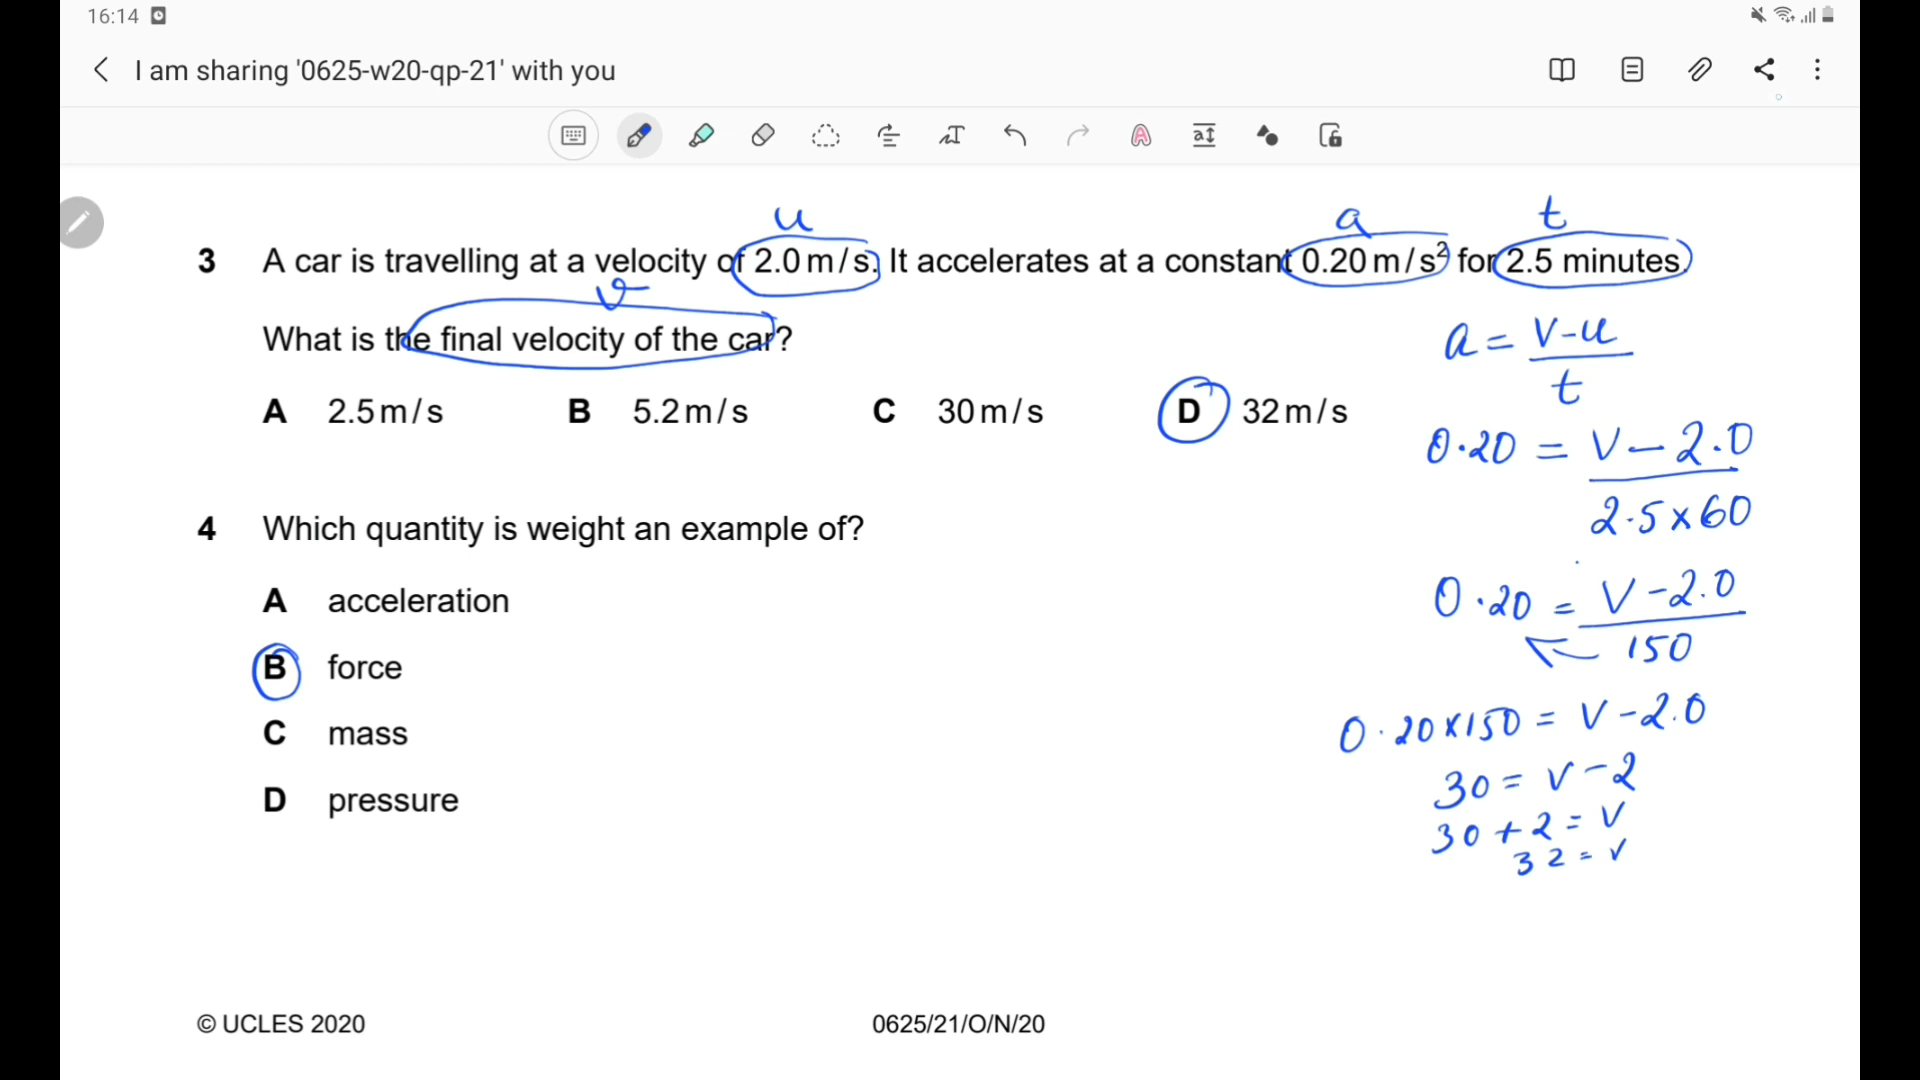 16:14
I am sharing '0625-w20-qp-21' with you
u
a
t
3 A car is travelling at a velocity of 2.0 m/s. It accelerates at a constant 0.20 m/s² for 2.5 minutes.
v
What is the final velocity of the car?
A 2.5 m/s B 5.2 m/s C 30 m/s D 32 m/s
a = v-u
t
0.20 = v - 2.0
2.5 x 60
4 Which quantity is weight an example of?
A acceleration
B force
C mass
D pressure
0.20 = v - 2.0
150
0.20 x 150 = v - 2.0
30 = v - 2
30 + 2 = v
32 = v
© UCLES 2020 0625/21/O/N/20